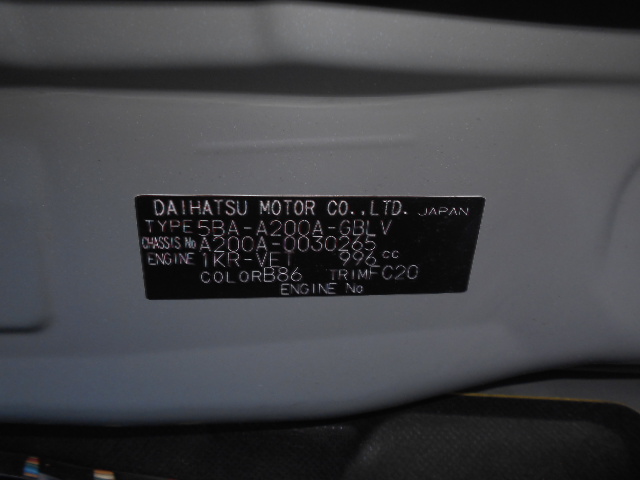 DAIHATSU MOTOR CO.,LTD. JAPAN
TYPE 5BA-A200A-GBLV
CHASSIS No A200A-0030265
ENGINE 1KR-VET 996 cc
COLOR B86 TRIM FC20
ENGINE No